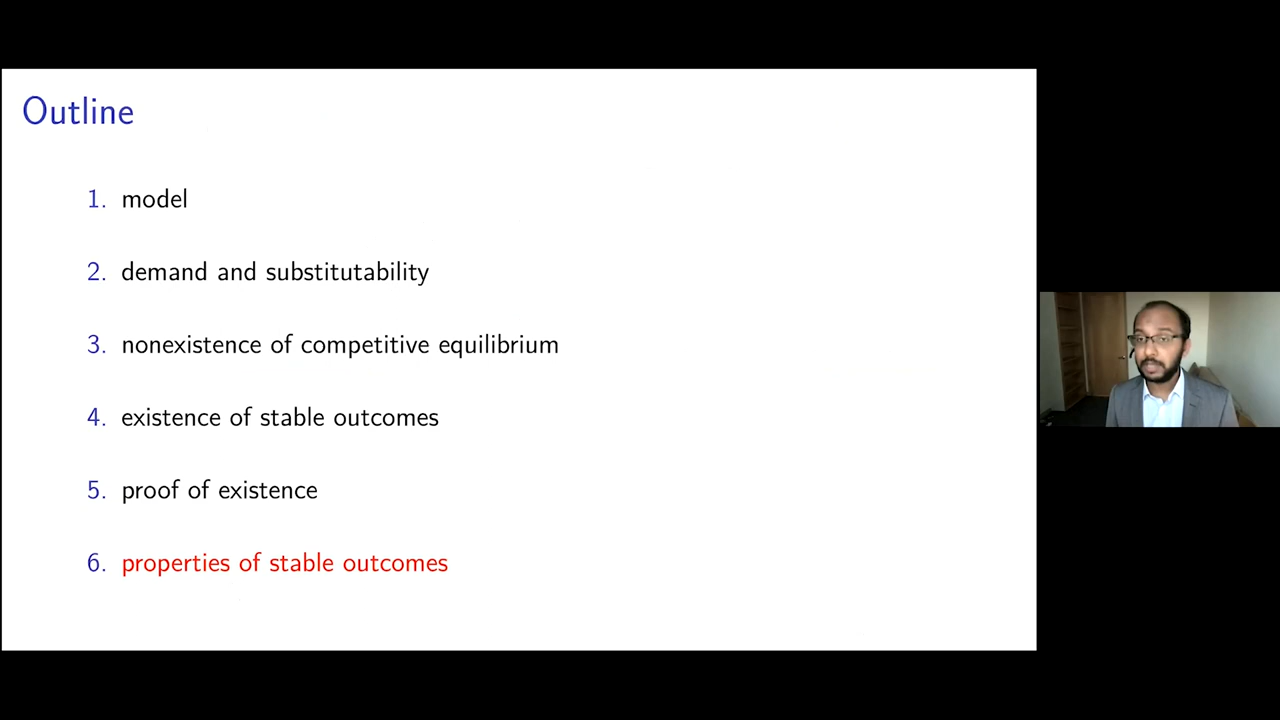 Outline
1. model
2. demand and substitutability
3. nonexistence of competitive equilibrium
4. existence of stable outcomes
5. proof of existence
6. properties of stable outcomes